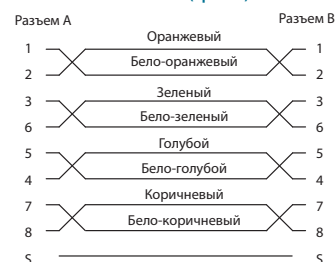 Разъем А Разъем В
Оранжевый
1 1
Бело-оранжевый
2 2
Зеленый
3 3
Бело-зеленый
6 6
Голубой
5 5
Бело-голубой
4 4
Коричневый
7 7
Бело-коричневый
8 8
S S